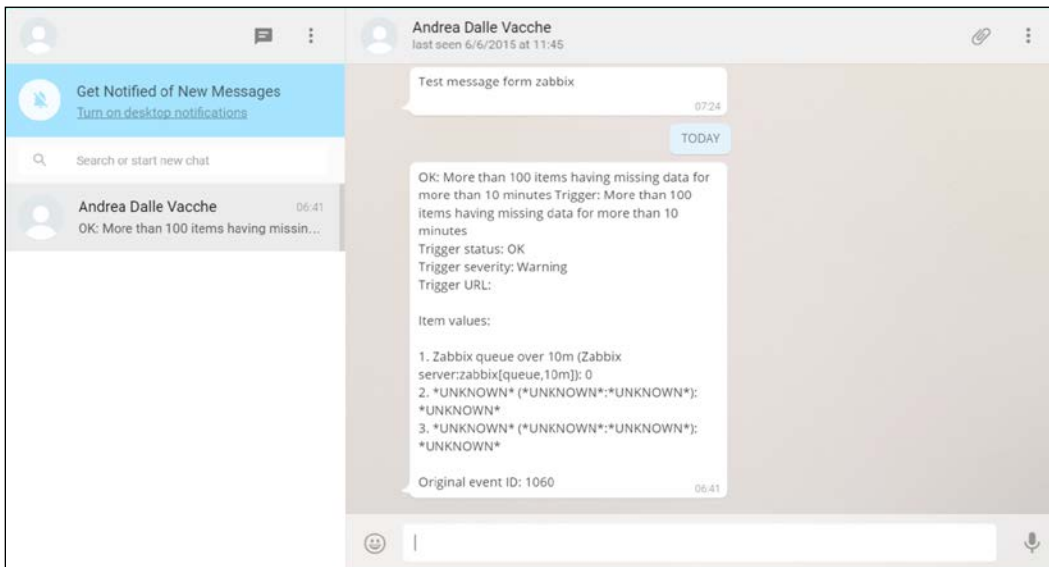 Get Notified of New Messages
Turn on desktop notifications
Search or start new chat
Andrea Dalle Vacche 06:41
OK: More than 100 items having missin...
Andrea Dalle Vacche
last seen 6/6/2015 at 11:45
Test message form zabbix
07:24
TODAY
OK: More than 100 items having missing data for
more than 10 minutes Trigger: More than 100
items having missing data for more than 10
minutes
Trigger status: OK
Trigger severity: Warning
Trigger URL:
Item values:
1. Zabbix queue over 10m (Zabbix
server:zabbix[queue,10m]): 0
2. *UNKNOWN* (*UNKNOWN*:*UNKNOWN*):
*UNKNOWN*
3. *UNKNOWN* (*UNKNOWN*:*UNKNOWN*):
*UNKNOWN*
Original event ID: 1060
06:41